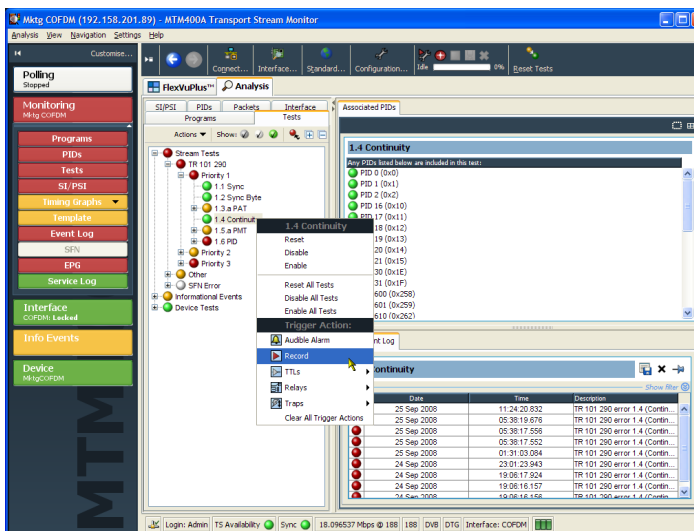 Mktg COFDM (192.158.201.89) - MTM400A Transport Stream Monitor
Analysis View Navigation Settings Help
Customise...
Connect... Interface... Standard... Configuration... Idle 0% Reset Tests
Polling
Stopped
FlexVuPlus™ Analysis
Monitoring
Mktg COFDM
Programs
PIDs
Tests
SI/PSI
Timing Graphs
Template
Event Log
SFN
EPG
Service Log
Interface
COFDM: Locked
Info Events
Device
MktgCOFDM
MTM
SI/PSI PIDs Packets Interface
Programs Tests
Actions Show:
Stream Tests
TR 101 290
Priority 1
1.1 Sync
1.2 Sync Byte
1.3.a PAT
1.4 Continuit
1.5.a PMT
1.6 PID
Priority 2
Priority 3
Other
SFN Error
Informational Events
Device Tests
1.4 Continuity
Reset
Disable
Enable
Reset All Tests
Disable All Tests
Enable All Tests
Trigger Action:
Audible Alarm
Record
TTLs
Relays
Traps
Clear All Trigger Actions
Associated PIDs
1.4 Continuity
Any PIDs listed below are included in this test:
PID 0 (0x0)
PID 1 (0x1)
PID 2 (0x2)
PID 16 (0x10)
PID 17 (0x11)
18 (0x12)
19 (0x13)
20 (0x14)
21 (0x15)
30 (0x1E)
31 (0x1F)
600 (0x258)
601 (0x259)
610 (0x262)
nt Log
ontinuity
Show filter
Date Time Description
25 Sep 2008 11:24:20.832 TR 101 290 error 1.4 (Contin...
25 Sep 2008 05:38:19.676 TR 101 290 error 1.4 (Contin...
25 Sep 2008 05:38:17.556 TR 101 290 error 1.4 (Contin...
25 Sep 2008 05:38:17.552 TR 101 290 error 1.4 (Contin...
25 Sep 2008 01:31:03.084 TR 101 290 error 1.4 (Contin...
24 Sep 2008 23:01:23.943 TR 101 290 error 1.4 (Contin...
24 Sep 2008 19:06:17.924 TR 101 290 error 1.4 (Contin...
24 Sep 2008 19:06:16.157 TR 101 290 error 1.4 (Contin...
24 Sep 2008 19:06:16.156 TR 101 290 error 1.4 (Contin...
Login: Admin TS Availability Sync 18.096537 Mbps @ 188 188 DVB DTG Interface: COFDM